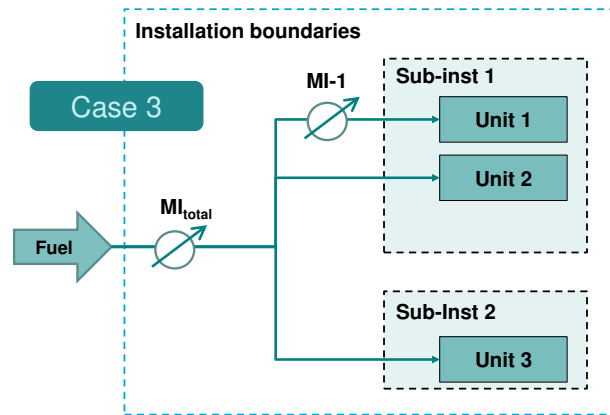 Installation boundaries
Case 3
MI-1
Sub-inst 1
Unit 1
Unit 2
MItotal
Fuel
Sub-Inst 2
Unit 3